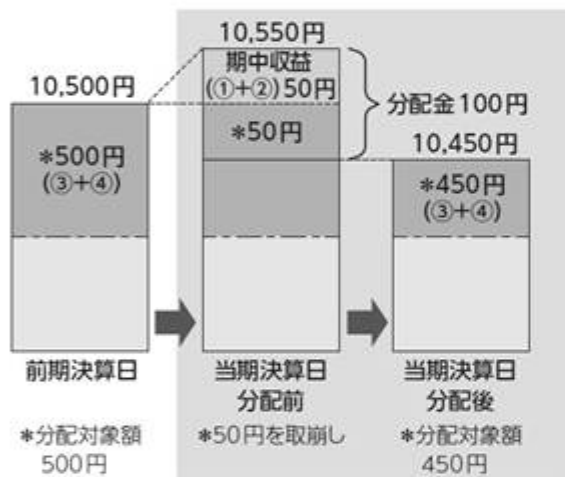 10,500円
*500円
(③+④)
前期決算日
*分配対象額
500円
10,550円
期中収益
(①+②)50円
*50円
分配金100円
当期決算日
分配前
*50円を取崩し
10,450円
*450円
(③+④)
当期決算日
分配後
*分配対象額
450円